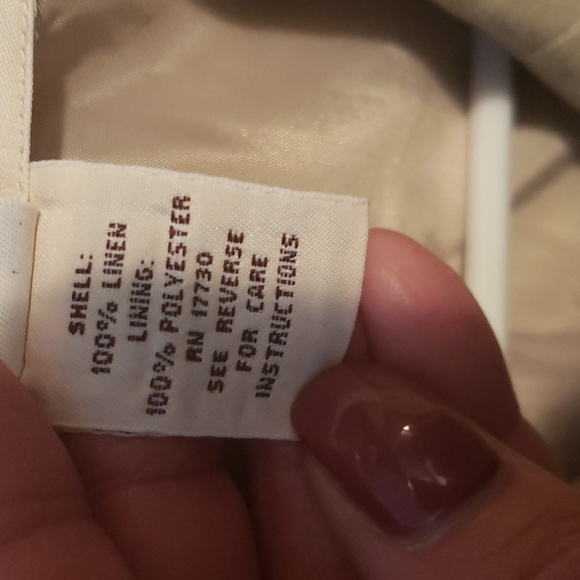 SHELL:
100% LINEN
LINING:
100% POLYESTER
RN 17730
SEE REVERSE
FOR CARE
INSTRUCTIONS